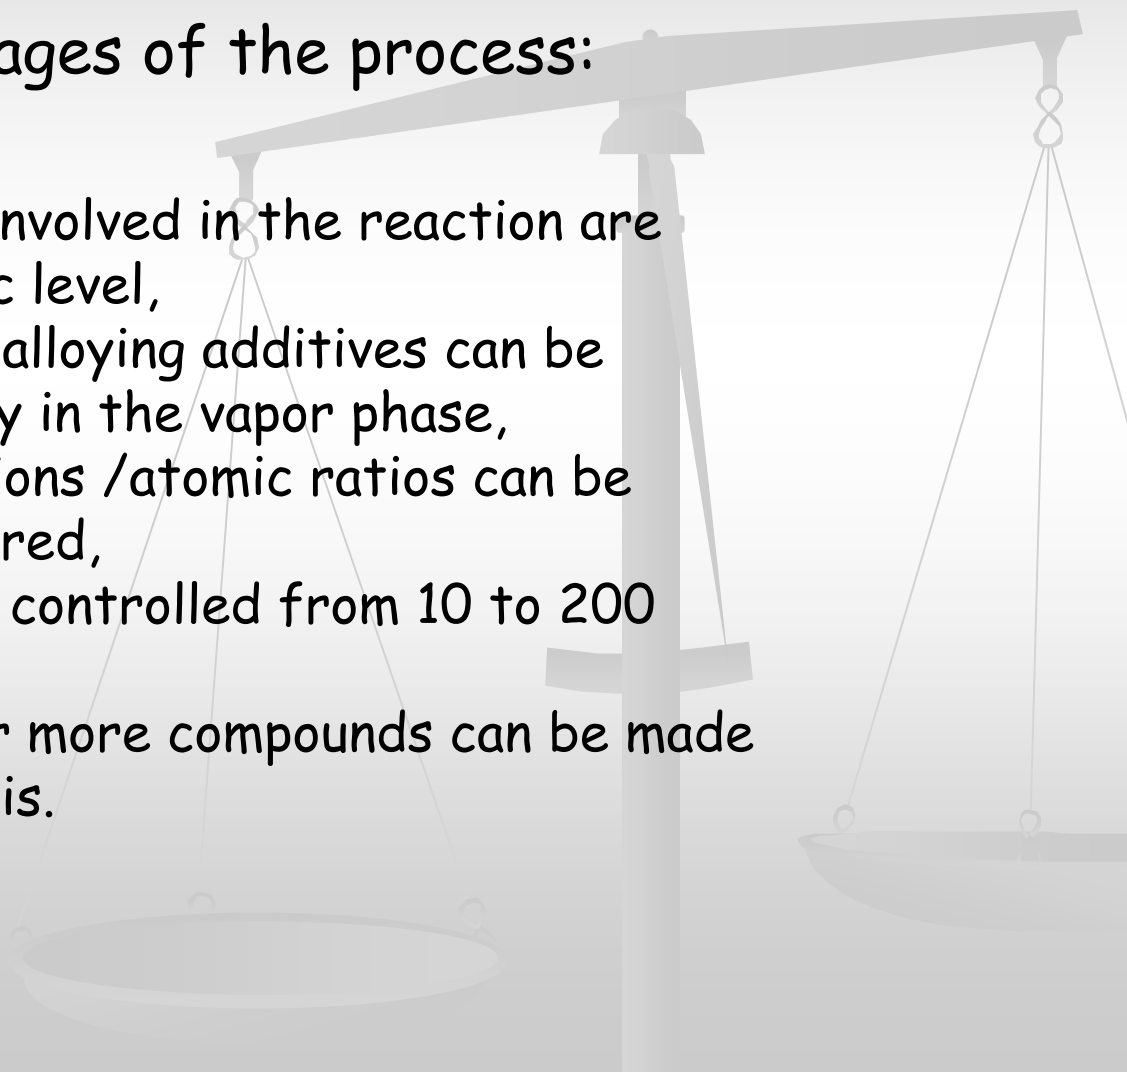 ages of the process:
nvolved in the reaction are
c level,
alloying additives can be
y in the vapor phase,
ions /atomic ratios can be
red,
controlled from 10 to 200
r more compounds can be made
is.